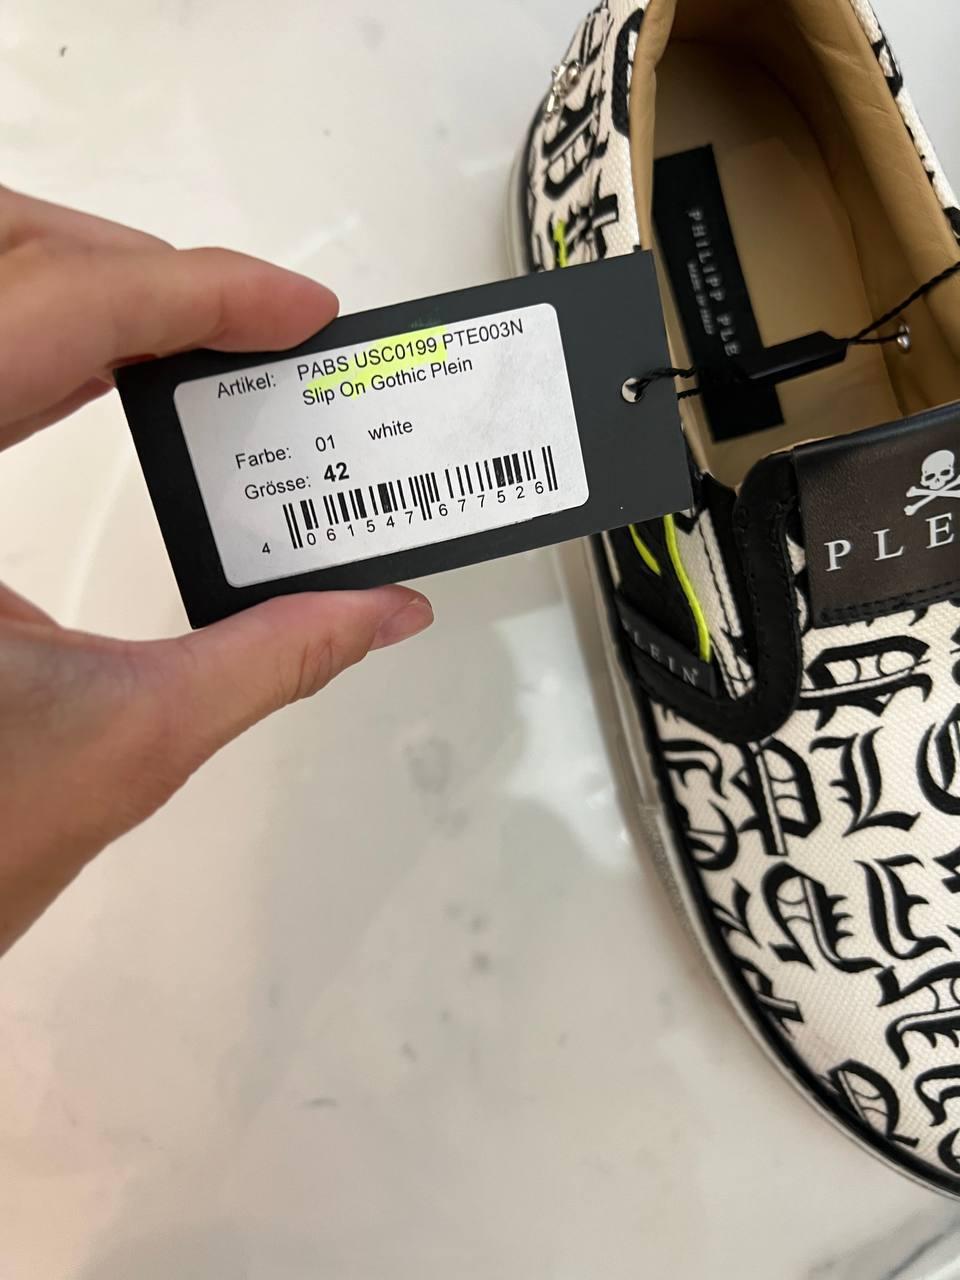 Artikel: PABS USC0199 PTE003N
Slip On Gothic Plein
Farbe: 01 white
Grösse: 42
4 061547 677526
PHILIPP PLE
PLE
PLEIN